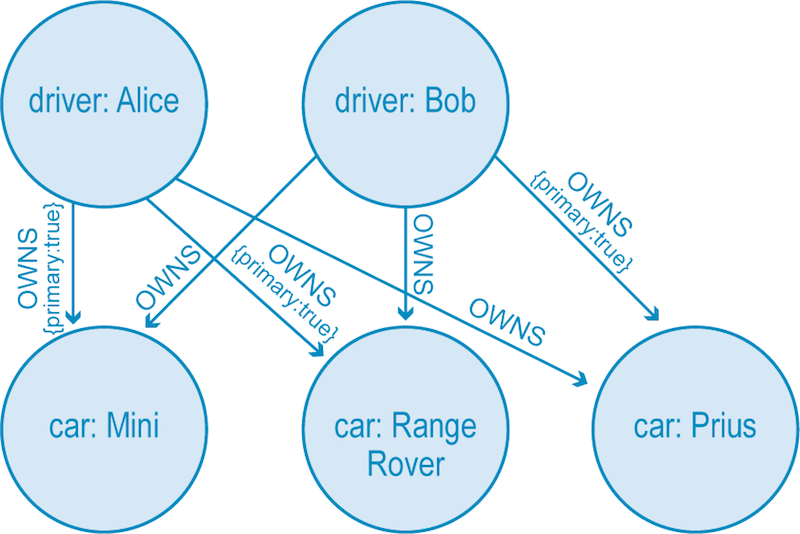 driver: Alice
driver: Bob
OWNS
{primary:true}
OWNS
OWNS
{primary:true}
OWNS
OWNS
{primary:true}
OWNS
car: Mini
car: Range
Rover
car: Prius